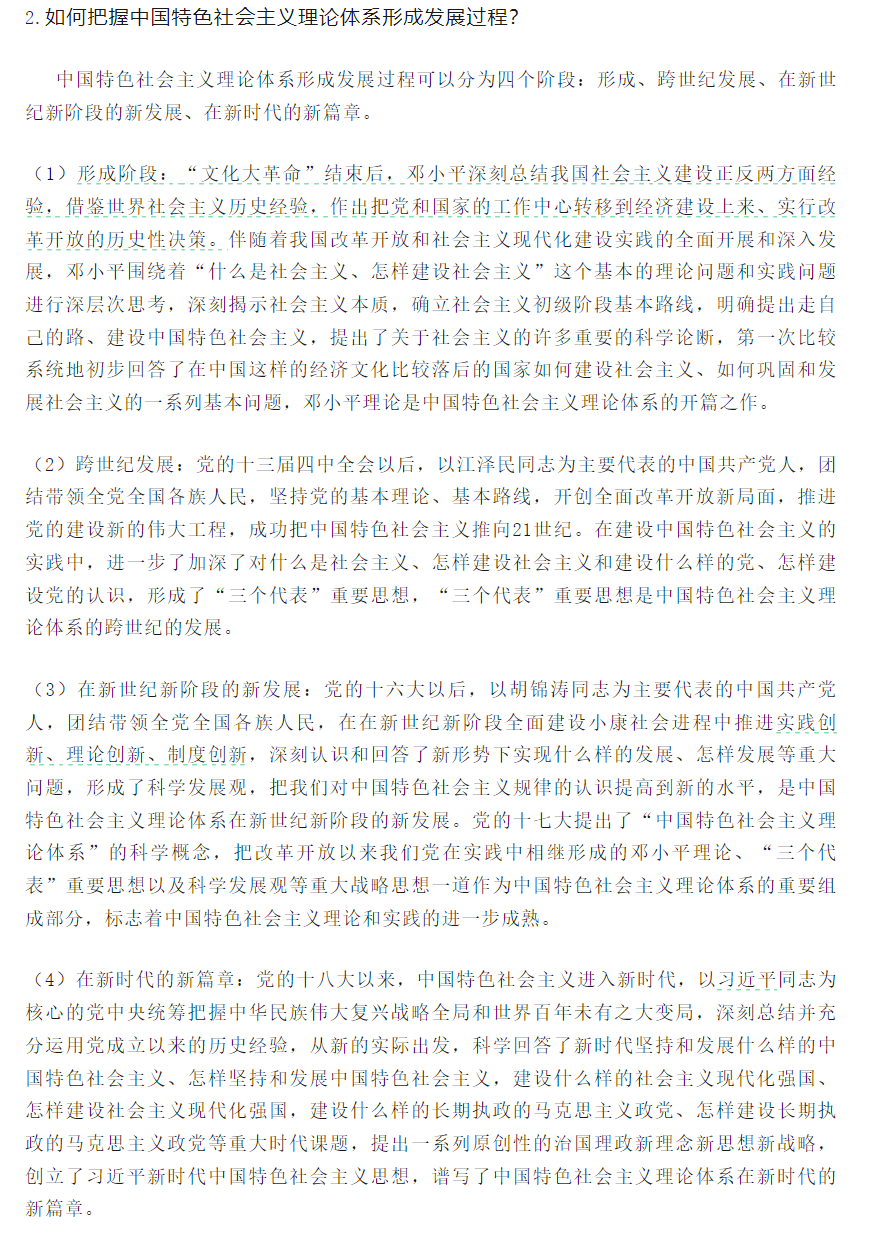 2.如何把握中国特色社会主义理论体系形成发展过程？
中国特色社会主义理论体系形成发展过程可以分为四个阶段：形成、跨世纪发展、在新世
纪新阶段的新发展、在新时代的新篇章。
（1）形成阶段：“文化大革命”结束后，邓小平深刻总结我国社会主义建设正反两方面经
验，借鉴世界社会主义历史经验，作出把党和国家的工作中心转移到经济建设上来、实行改
革开放的历史性决策。伴随着我国改革开放和社会主义现代化建设实践的全面开展和深入发
展，邓小平围绕着“什么是社会主义、怎样建设社会主义”这个基本的理论问题和实践问题
进行深层次思考，深刻揭示社会主义本质，确立社会主义初级阶段基本路线，明确提出走自
己的路、建设中国特色社会主义，提出了关于社会主义的许多重要的科学论断，第一次比较
系统地初步回答了在中国这样的经济文化比较落后的国家如何建设社会主义、如何巩固和发
展社会主义的一系列基本问题，邓小平理论是中国特色社会主义理论体系的开篇之作。
（2）跨世纪发展：党的十三届四中全会以后，以江泽民同志为主要代表的中国共产党人，团
结带领全党全国各族人民，坚持党的基本理论、基本路线，开创全面改革开放新局面，推进
党的建设新的伟大工程，成功把中国特色社会主义推向21世纪。在建设中国特色社会主义的
实践中，进一步了加深了对什么是社会主义、怎样建设社会主义和建设什么样的党、怎样建
设党的认识，形成了“三个代表”重要思想，“三个代表”重要思想是中国特色社会主义理
论体系的跨世纪的发展。
（3）在新世纪新阶段的新发展：党的十六大以后，以胡锦涛同志为主要代表的中国共产党
人，团结带领全党全国各族人民，在在新世纪新阶段全面建设小康社会进程中推进实践创
新、理论创新、制度创新，深刻认识和回答了新形势下实现什么样的发展、怎样发展等重大
问题，形成了科学发展观，把我们对中国特色社会主义规律的认识提高到新的水平，是中国
特色社会主义理论体系在新世纪新阶段的新发展。党的十七大提出了“中国特色社会主义理
论体系”的科学概念，把改革开放以来我们党在实践中相继形成的邓小平理论、“三个代
表”重要思想以及科学发展观等重大战略思想一道作为中国特色社会主义理论体系的重要组
成部分，标志着中国特色社会主义理论和实践的进一步成熟。
（4）在新时代的新篇章：党的十八大以来，中国特色社会主义进入新时代，以习近平同志为
核心的党中央统筹把握中华民族伟大复兴战略全局和世界百年未有之大变局，深刻总结并充
分运用党成立以来的历史经验，从新的实际出发，科学回答了新时代坚持和发展什么样的中
国特色社会主义、怎样坚持和发展中国特色社会主义，建设什么样的社会主义现代化强国、
怎样建设社会主义现代化强国，建设什么样的长期执政的马克思主义政党、怎样建设长期执
政的马克思主义政党等重大时代课题，提出一系列原创性的治国理政新理念新思想新战略，
创立了习近平新时代中国特色社会主义思想，谱写了中国特色社会主义理论体系在新时代的
新篇章。